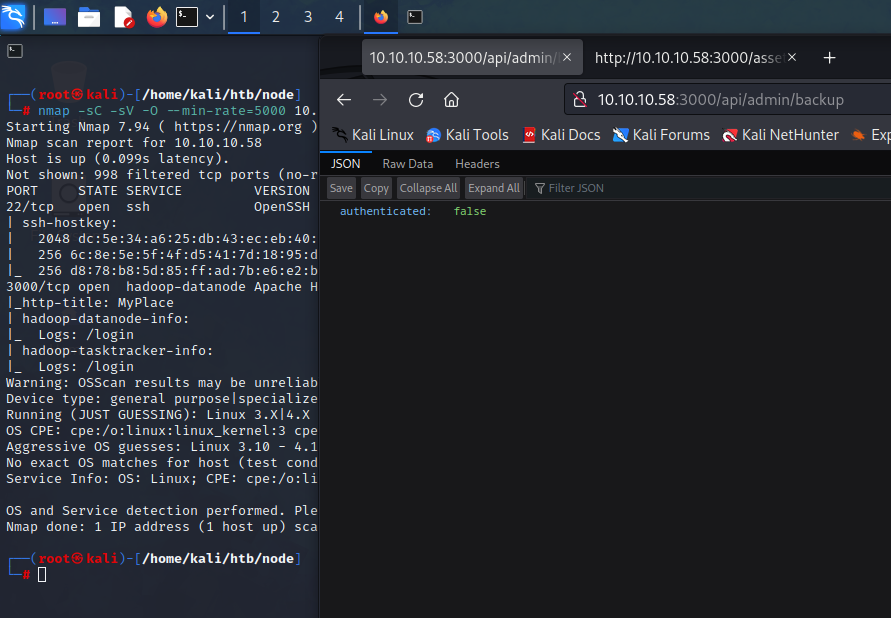 1 2 3 4
┌──(root㉿kali)-[/home/kali/htb/node]
└─# nmap -sC -sV -O --min-rate=5000 10.
Starting Nmap 7.94 ( https://nmap.org )
Nmap scan report for 10.10.10.58
Host is up (0.099s latency).
Not shown: 998 filtered tcp ports (no-r
PORT STATE SERVICE VERSION
22/tcp open ssh OpenSSH
| ssh-hostkey:
| 2048 dc:5e:34:a6:25:db:43:ec:eb:40:
| 256 6c:8e:5e:5f:4f:d5:41:7d:18:95:d
|_ 256 d8:78:b8:5d:85:ff:ad:7b:e6:e2:b
3000/tcp open hadoop-datanode Apache H
|_http-title: MyPlace
| hadoop-datanode-info:
|_ Logs: /login
| hadoop-tasktracker-info:
|_ Logs: /login
Warning: OSScan results may be unreliab
Device type: general purpose|specialize
Running (JUST GUESSING): Linux 3.X|4.X
OS CPE: cpe:/o:linux:linux_kernel:3 cpe
Aggressive OS guesses: Linux 3.10 - 4.1
No exact OS matches for host (test cond
Service Info: OS: Linux; CPE: cpe:/o:li
OS and Service detection performed. Ple
Nmap done: 1 IP address (1 host up) sca
┌──(root㉿kali)-[/home/kali/htb/node]
└─#
10.10.10.58:3000/api/admin/ http://10.10.10.58:3000/asse
10.10.10.58:3000/api/admin/backup
Kali Linux Kali Tools Kali Docs Kali Forums Kali NetHunter Exp
JSON Raw Data Headers
Save Copy Collapse All Expand All Filter JSON
authenticated: false